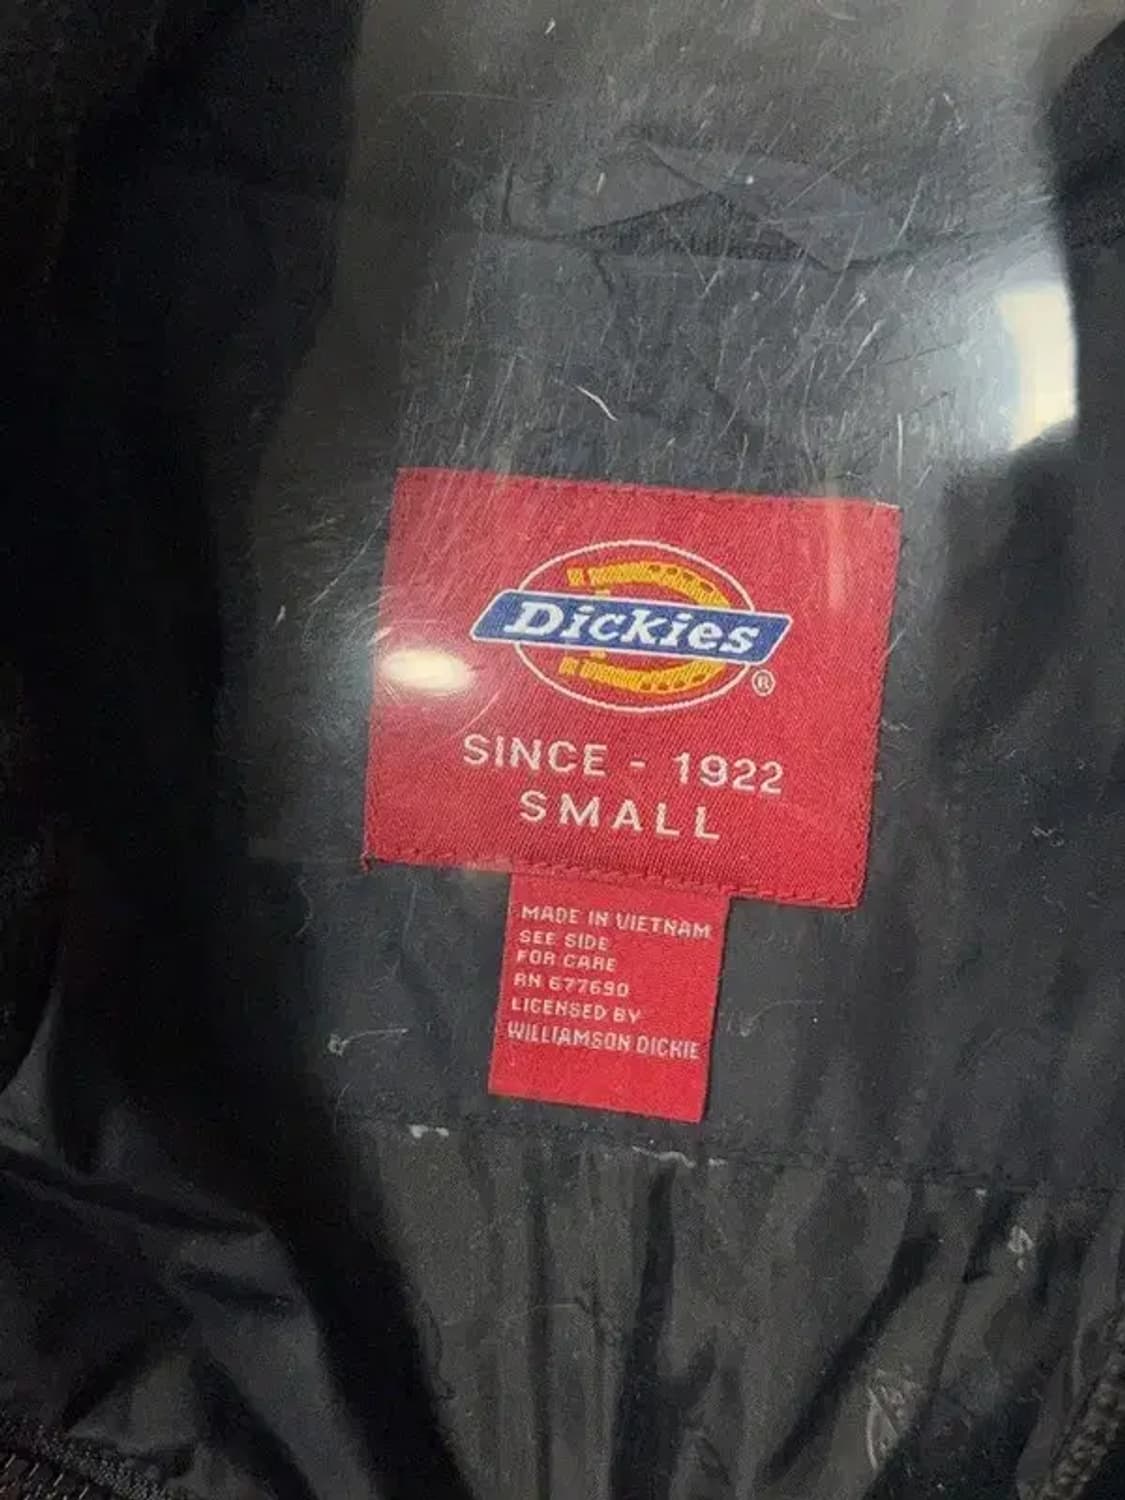 Dickies
®
SINCE - 1922
SMALL
MADE IN VIETNAM
SEE SIDE
FOR CARE
RN 677690
LICENSED BY
WILLIAMSON DICKIE